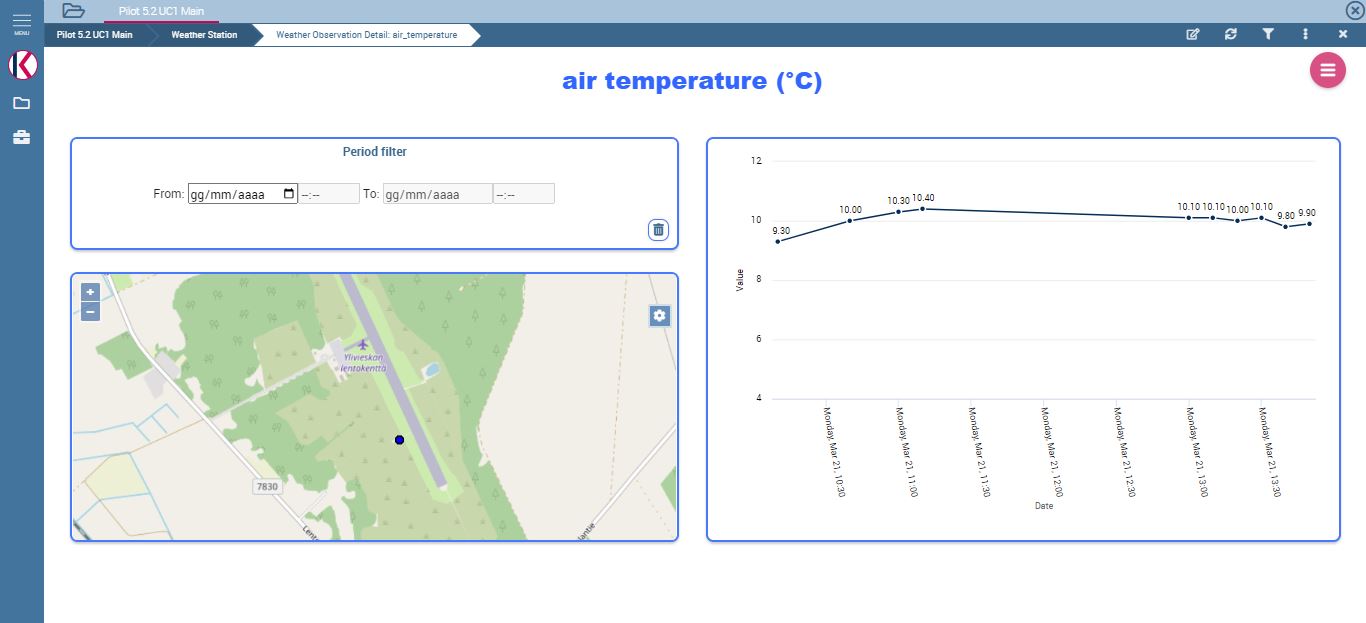 Pilot 5.2 UC1 Main
MENU
Pilot 5.2 UC1 Main Weather Station Weather Observation Detail: air_temperature
air temperature (°C)
Period filter
From: gg/mm/aaaa --:-- To: gg/mm/aaaa --:--
+
−
Ylivieskan
lentokenttä
7830
Lento
lantie
12
10
8
6
4
Value
9.30 10.00 10.30 10.40 10.10 10.10 10.00 10.10 9.80 9.90
Monday, Mar 21, 10:30
Monday, Mar 21, 11:00
Monday, Mar 21, 11:30
Monday, Mar 21, 12:00
Monday, Mar 21, 12:30
Monday, Mar 21, 13:00
Monday, Mar 21, 13:30
Date